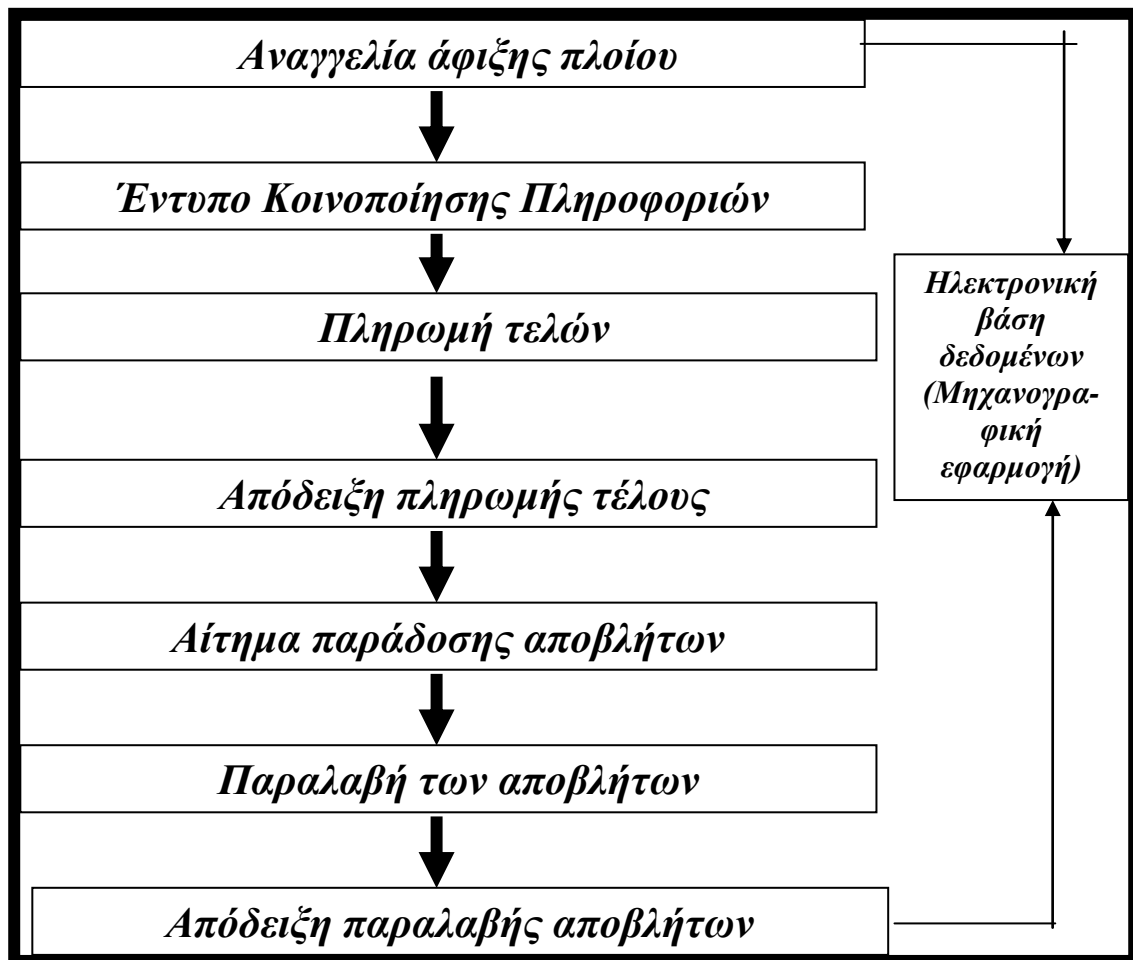 Αναγγελία άφιξης πλοίου
Έντυπο Κοινοποίησης Πληροφοριών
Πληρωμή τελών
Απόδειξη πληρωμής τέλους
Αίτημα παράδοσης αποβλήτων
Παραλαβή των αποβλήτων
Απόδειξη παραλαβής αποβλήτων
Ηλεκτρονική
βάση
δεδομένων
(Μηχανογρα-
φική
εφαρμογή)